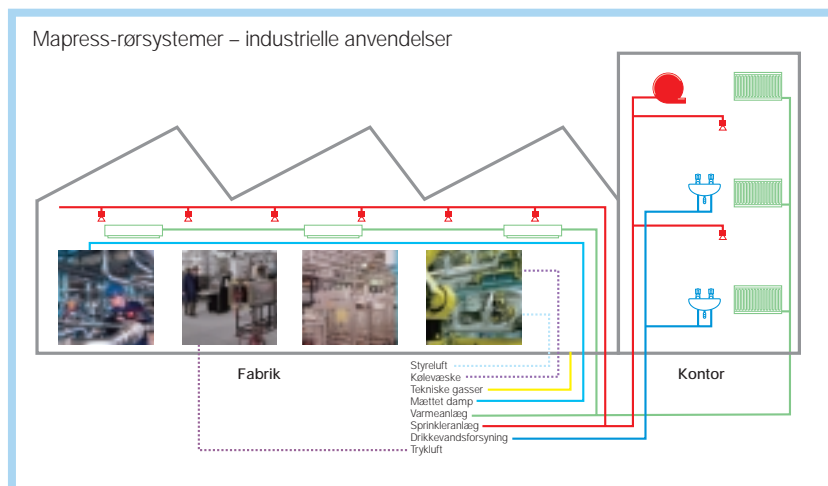 Mapress-rørsystemer – industrielle anvendelser
Fabrik
Kontor
Styreluft
Kølevæske
Tekniske gasser
Mættet damp
Varmeanlæg
Sprinkleranlæg
Drikkevandsforsyning
Trykluft